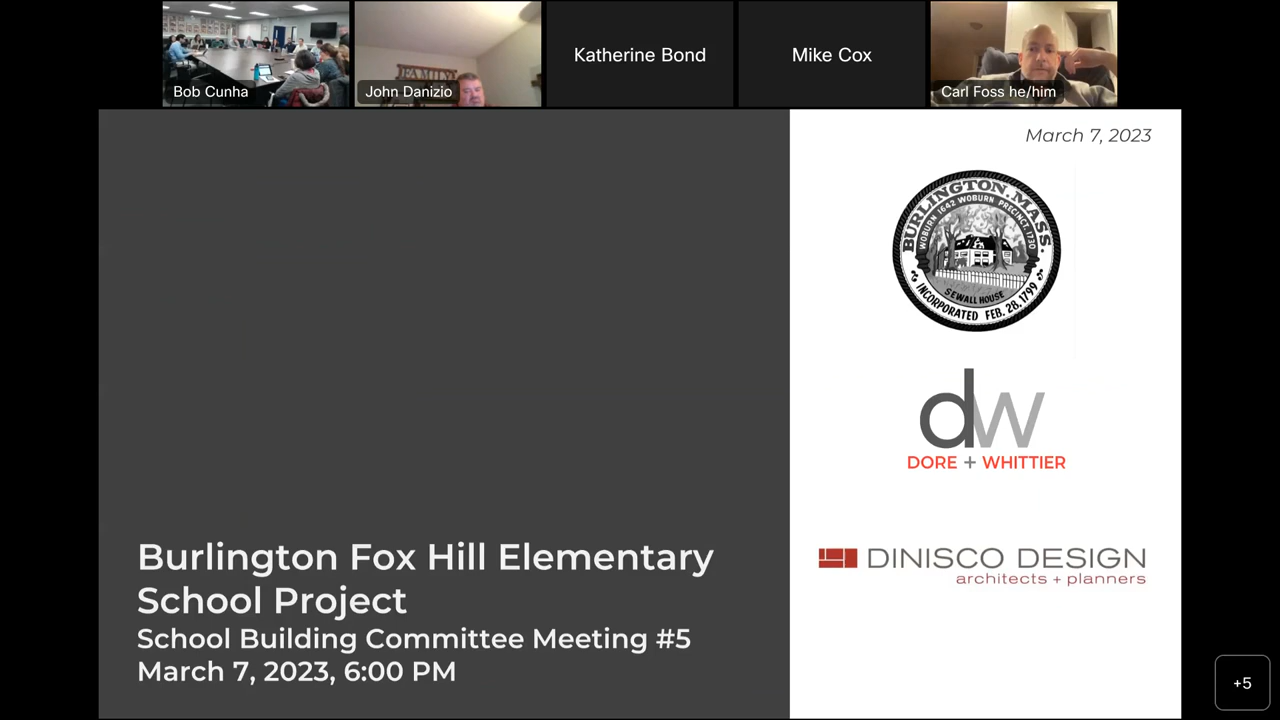 Bob Cunha
FAMILY
John Danizio
Katherine Bond
Mike Cox
Carl Foss he/him
March 7, 2023
BURLINGTON, MASS.
WOBURN 1642 WOBURN PRECINCT, 1730
SEWALL HOUSE
INCORPORATED FEB. 28, 1799
dw
DORE + WHITTIER
DINISCO DESIGN
architects + planners
Burlington Fox Hill Elementary
School Project
School Building Committee Meeting #5
March 7, 2023, 6:00 PM
+5